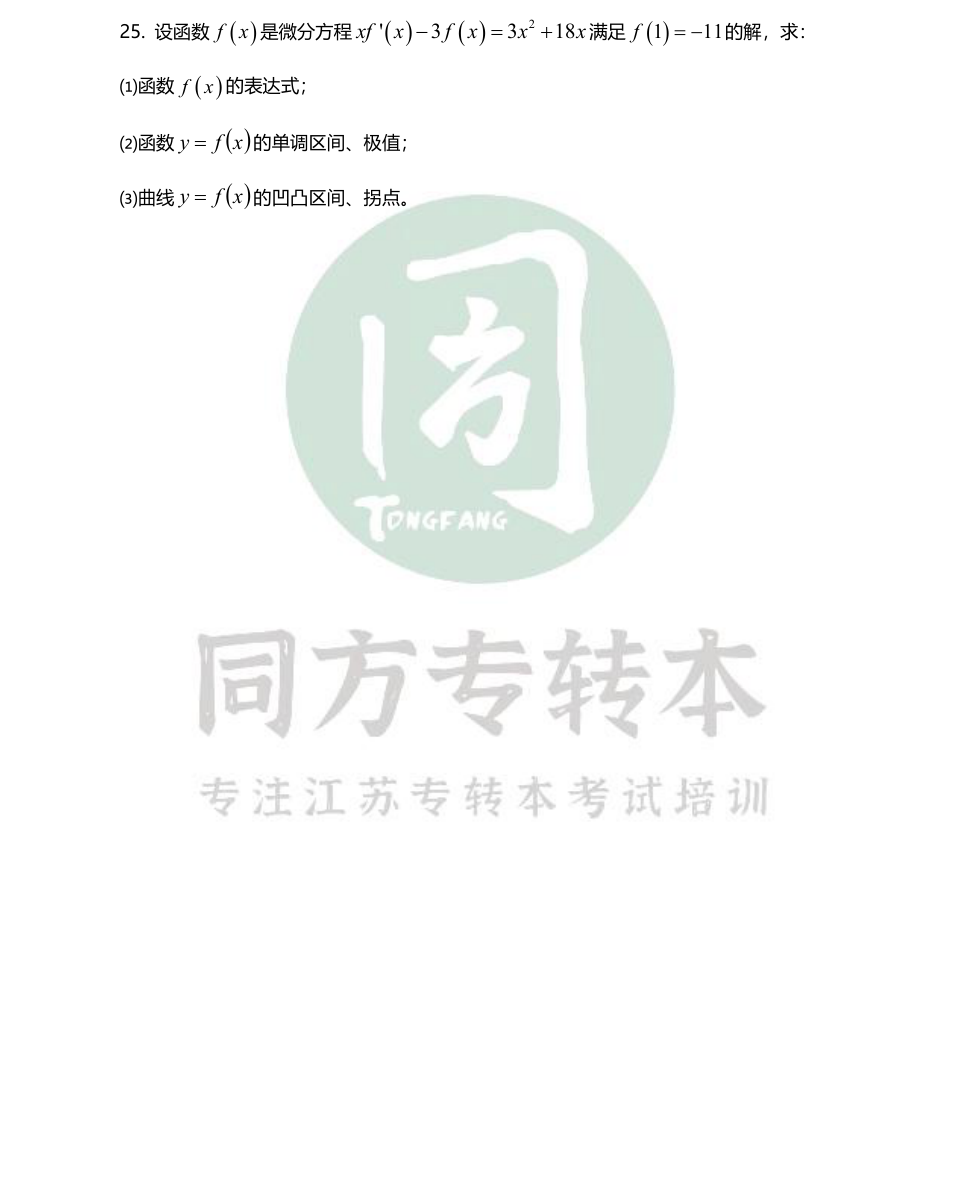 25. 设函数 f(x) 是微分方程 xf'(x)−3f(x)=3x²+18x 满足 f(1)=−11 的解，求：
⑴函数 f(x) 的表达式；
⑵函数 y=f(x) 的单调区间、极值；
⑶曲线 y=f(x) 的凹凸区间、拐点。
TONGFANG
同方专转本
专注江苏专转本考试培训